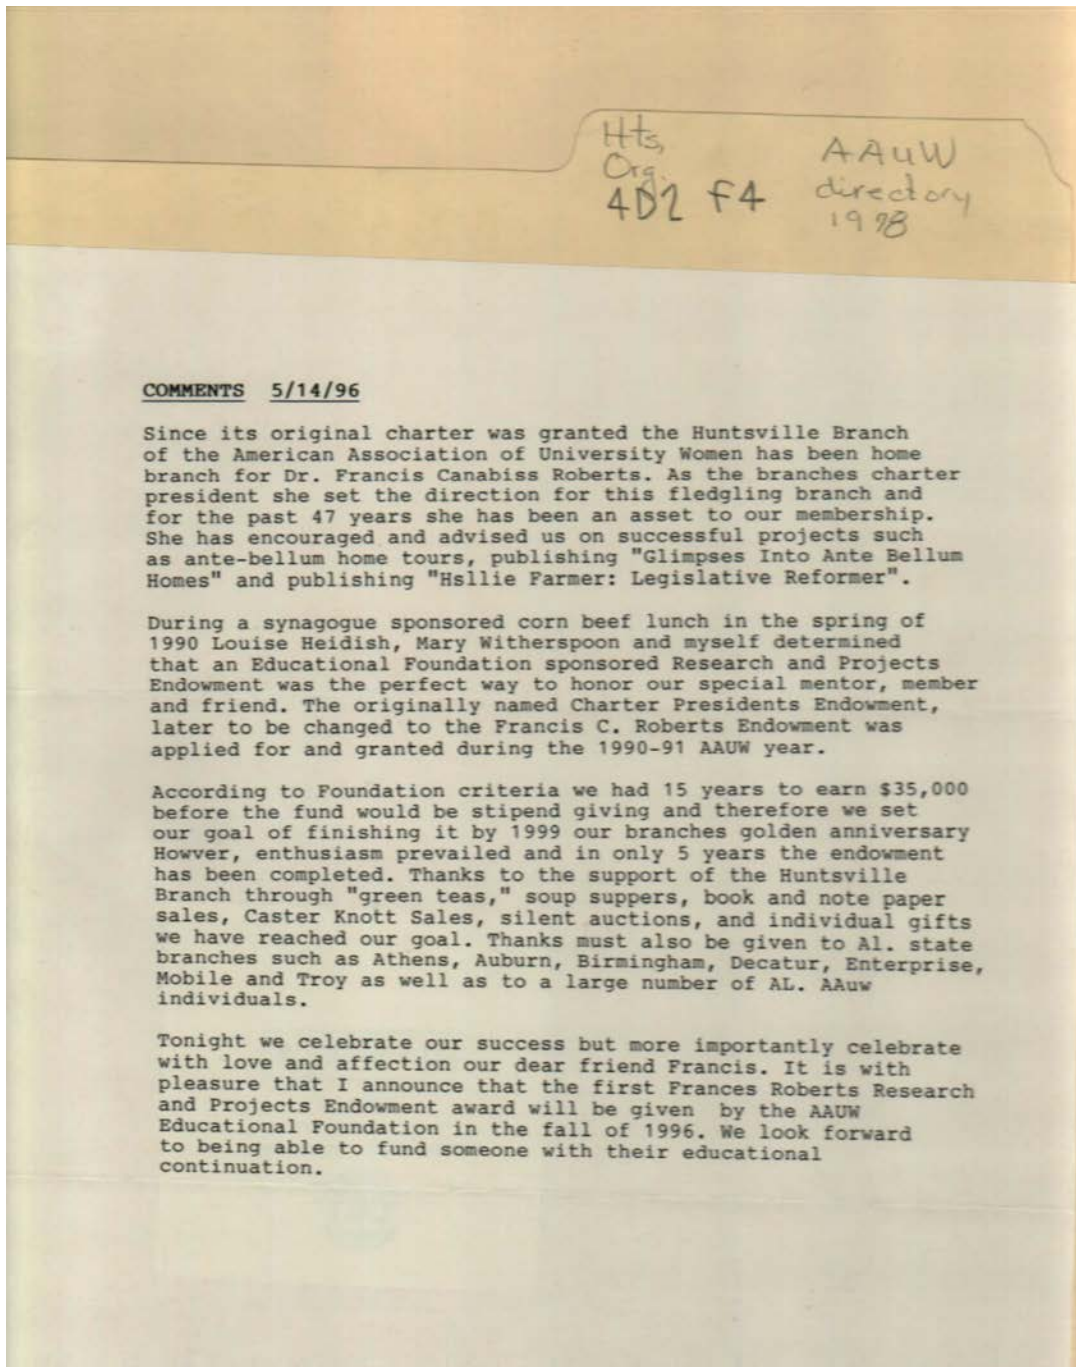 Hts,
Org.
4D2 F4
AAUW
directory
1978
COMMENTS 5/14/96
Since its original charter was granted the Huntsville Branch
of the American Association of University Women has been home
branch for Dr. Francis Canabiss Roberts. As the branches charter
president she set the direction for this fledgling branch and
for the past 47 years she has been an asset to our membership.
She has encouraged and advised us on successful projects such
as ante-bellum home tours, publishing "Glimpses Into Ante Bellum
Homes" and publishing "Hsllie Farmer: Legislative Reformer".
During a synagogue sponsored corn beef lunch in the spring of
1990 Louise Heidish, Mary Witherspoon and myself determined
that an Educational Foundation sponsored Research and Projects
Endowment was the perfect way to honor our special mentor, member
and friend. The originally named Charter Presidents Endowment,
later to be changed to the Francis C. Roberts Endowment was
applied for and granted during the 1990-91 AAUW year.
According to Foundation criteria we had 15 years to earn $35,000
before the fund would be stipend giving and therefore we set
our goal of finishing it by 1999 our branches golden anniversary
Howver, enthusiasm prevailed and in only 5 years the endowment
has been completed. Thanks to the support of the Huntsville
Branch through "green teas," soup suppers, book and note paper
sales, Caster Knott Sales, silent auctions, and individual gifts
we have reached our goal. Thanks must also be given to Al. state
branches such as Athens, Auburn, Birmingham, Decatur, Enterprise,
Mobile and Troy as well as to a large number of AL. AAuw
individuals.
Tonight we celebrate our success but more importantly celebrate
with love and affection our dear friend Francis. It is with
pleasure that I announce that the first Frances Roberts Research
and Projects Endowment award will be given by the AAUW
Educational Foundation in the fall of 1996. We look forward
to being able to fund someone with their educational
continuation.